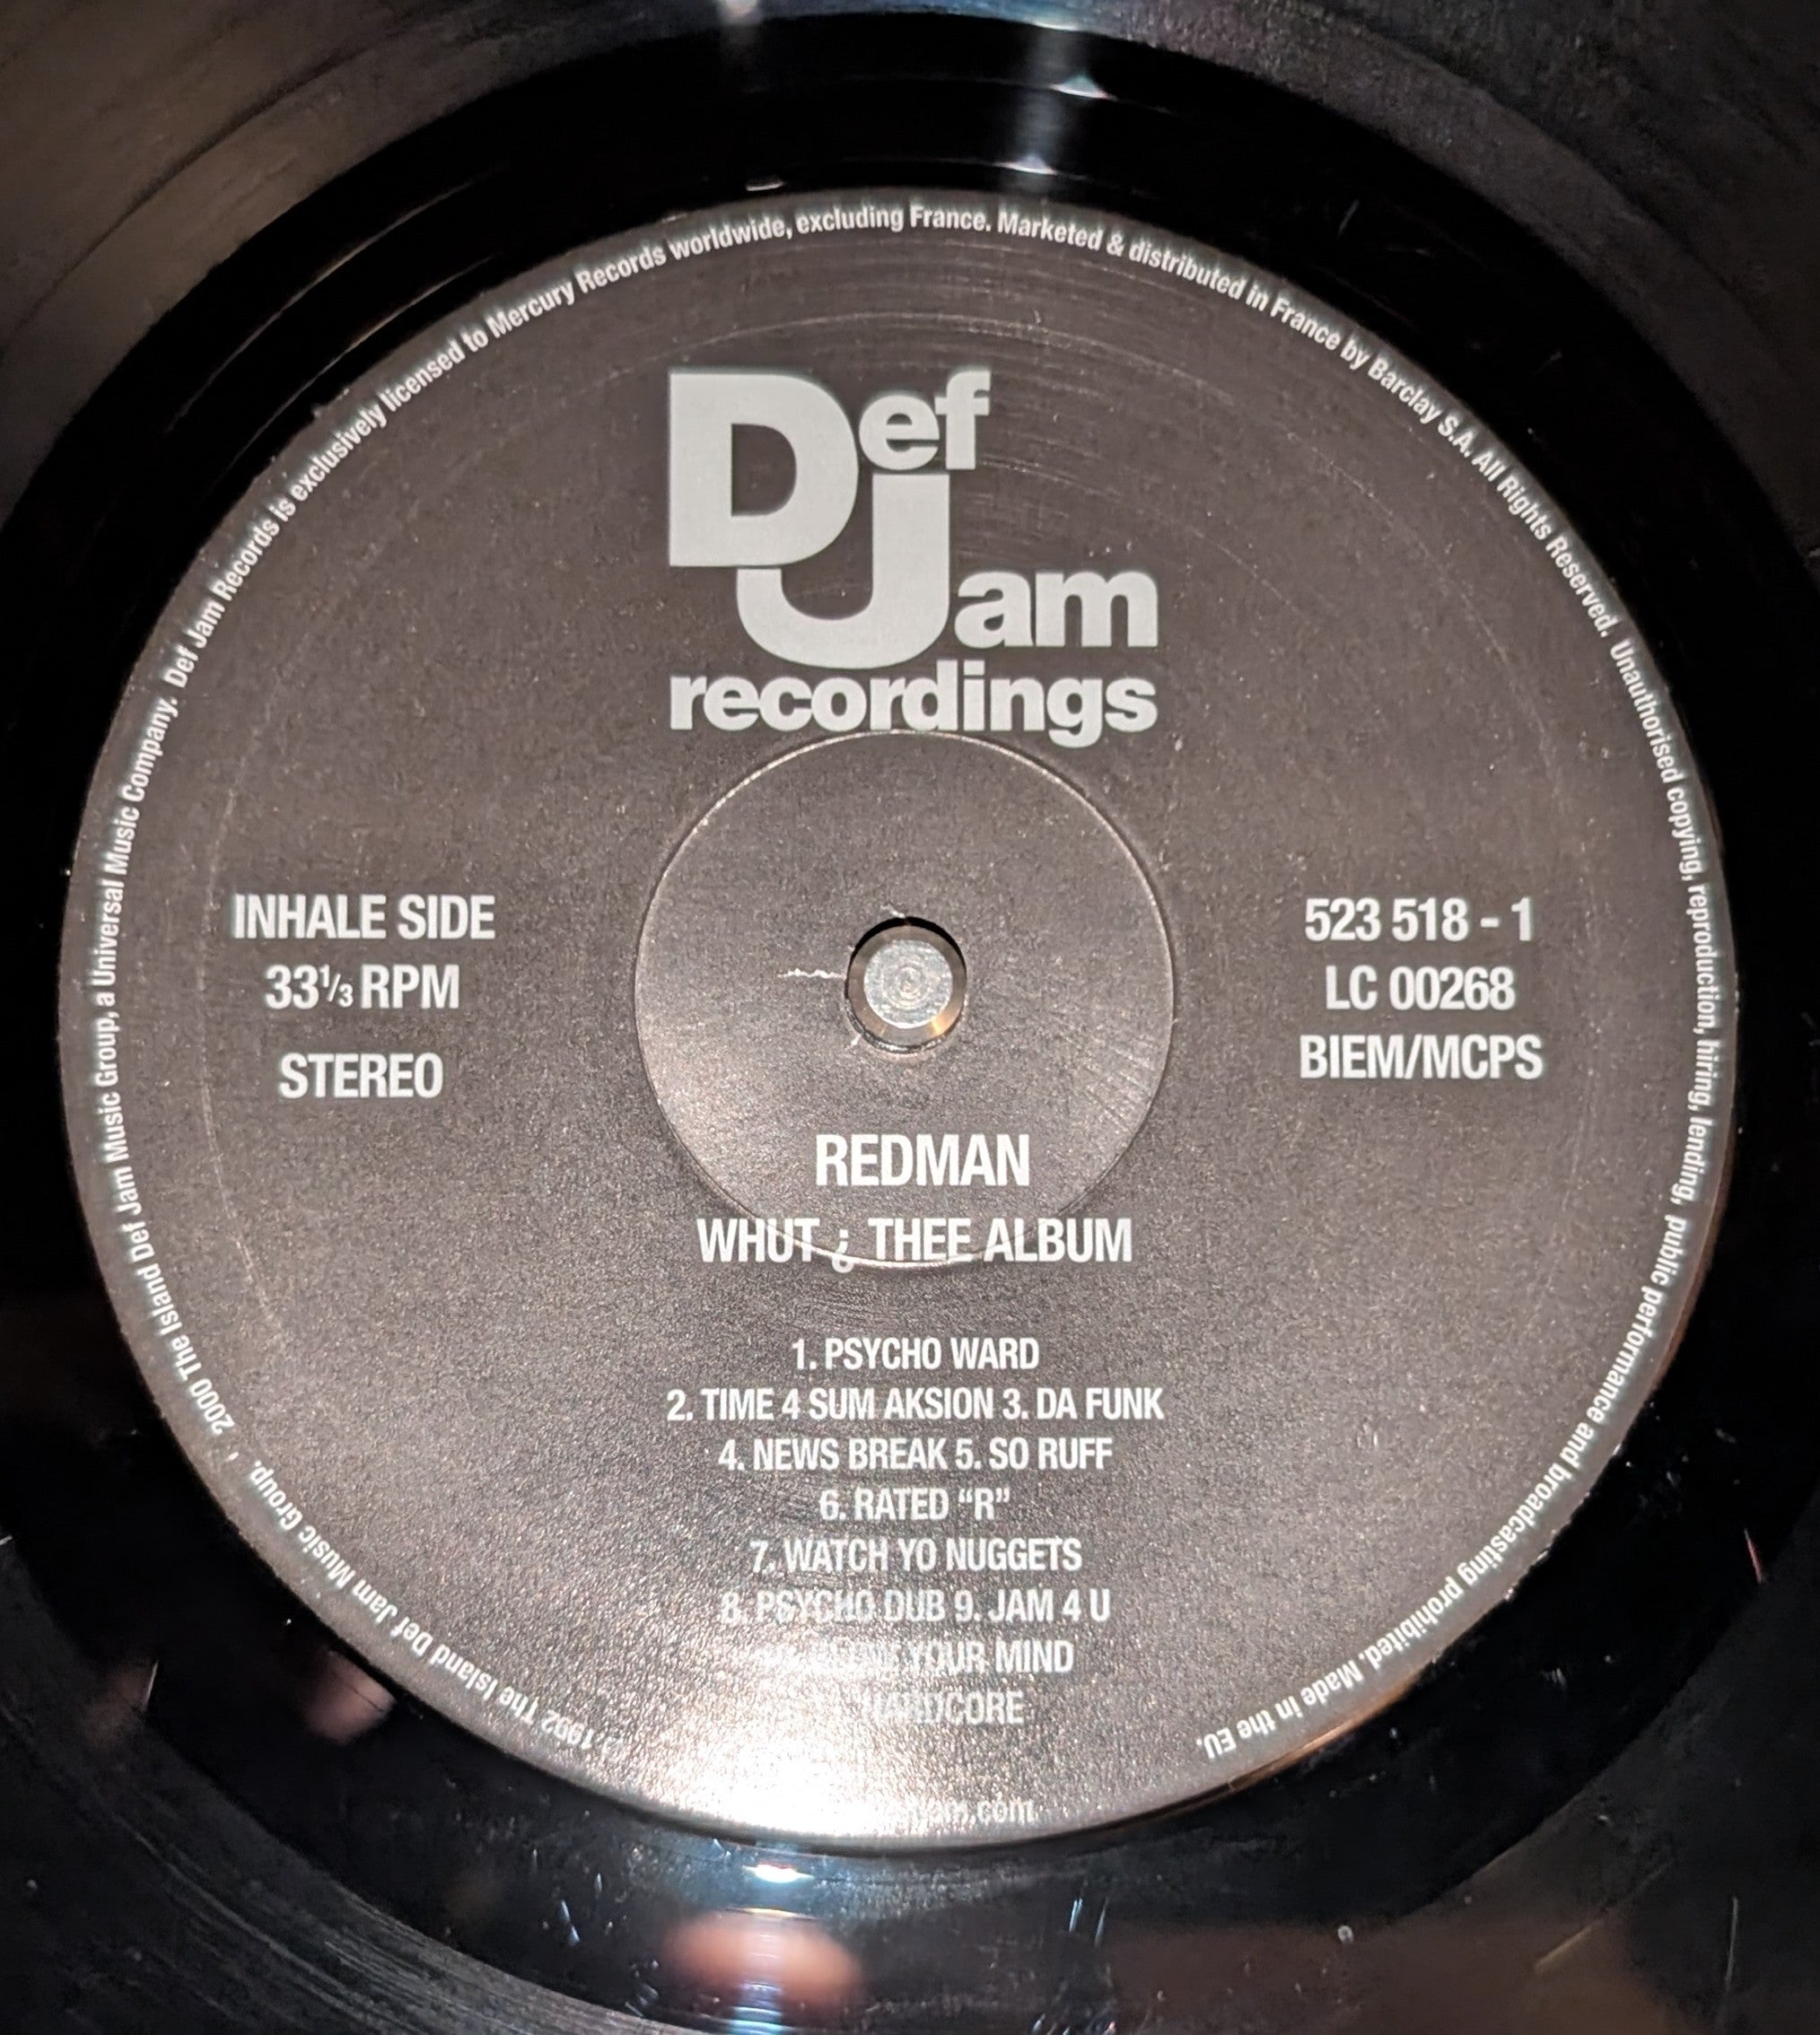 Def
Jam
recordings
INHALE SIDE
33⅓ RPM
STEREO
523 518 - 1
LC 00268
BIEM/MCPS
REDMAN
WHUT ¿ THEE ALBUM
1. PSYCHO WARD
2. TIME 4 SUM AKSION 3. DA FUNK
4. NEWS BREAK 5. SO RUFF
6. RATED “R”
7. WATCH YO NUGGETS
8. PSYCHO DUB 9. JAM 4 U
YOUR MIND
HARDCORE
1992 The Island Def Jam Music Group. 2000 The Island Def Jam Music Group, a Universal Music Company. Def Jam Records is exclusively licensed to Mercury Records worldwide, excluding France. Marketed & distributed in France by Barclay S.A. All Rights Reserved. Unauthorised copying, reproduction, hiring, lending, public performance and broadcasting prohibited. Made in the EU.